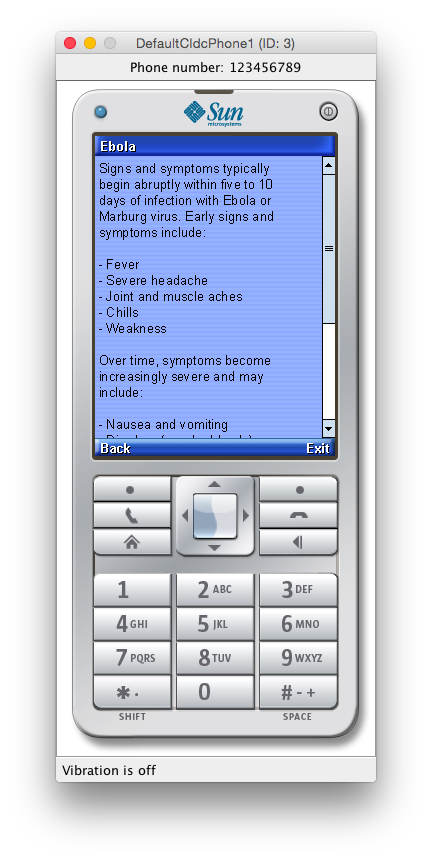 DefaultCldcPhone1 (ID: 3)
Phone number: 123456789
Sun
microsystems
Ebola
Signs and symptoms typically
begin abruptly within five to 10
days of infection with Ebola or
Marburg virus. Early signs and
symptoms include:
- Fever
- Severe headache
- Joint and muscle aches
- Chills
- Weakness
Over time, symptoms become
increasingly severe and may
include:
- Nausea and vomiting
Back Exit
1 2 ABC 3 DEF
4 GHI 5 JKL 6 MNO
7 PQRS 8 TUV 9 WXYZ
* . 0 # - +
SHIFT SPACE
Vibration is off